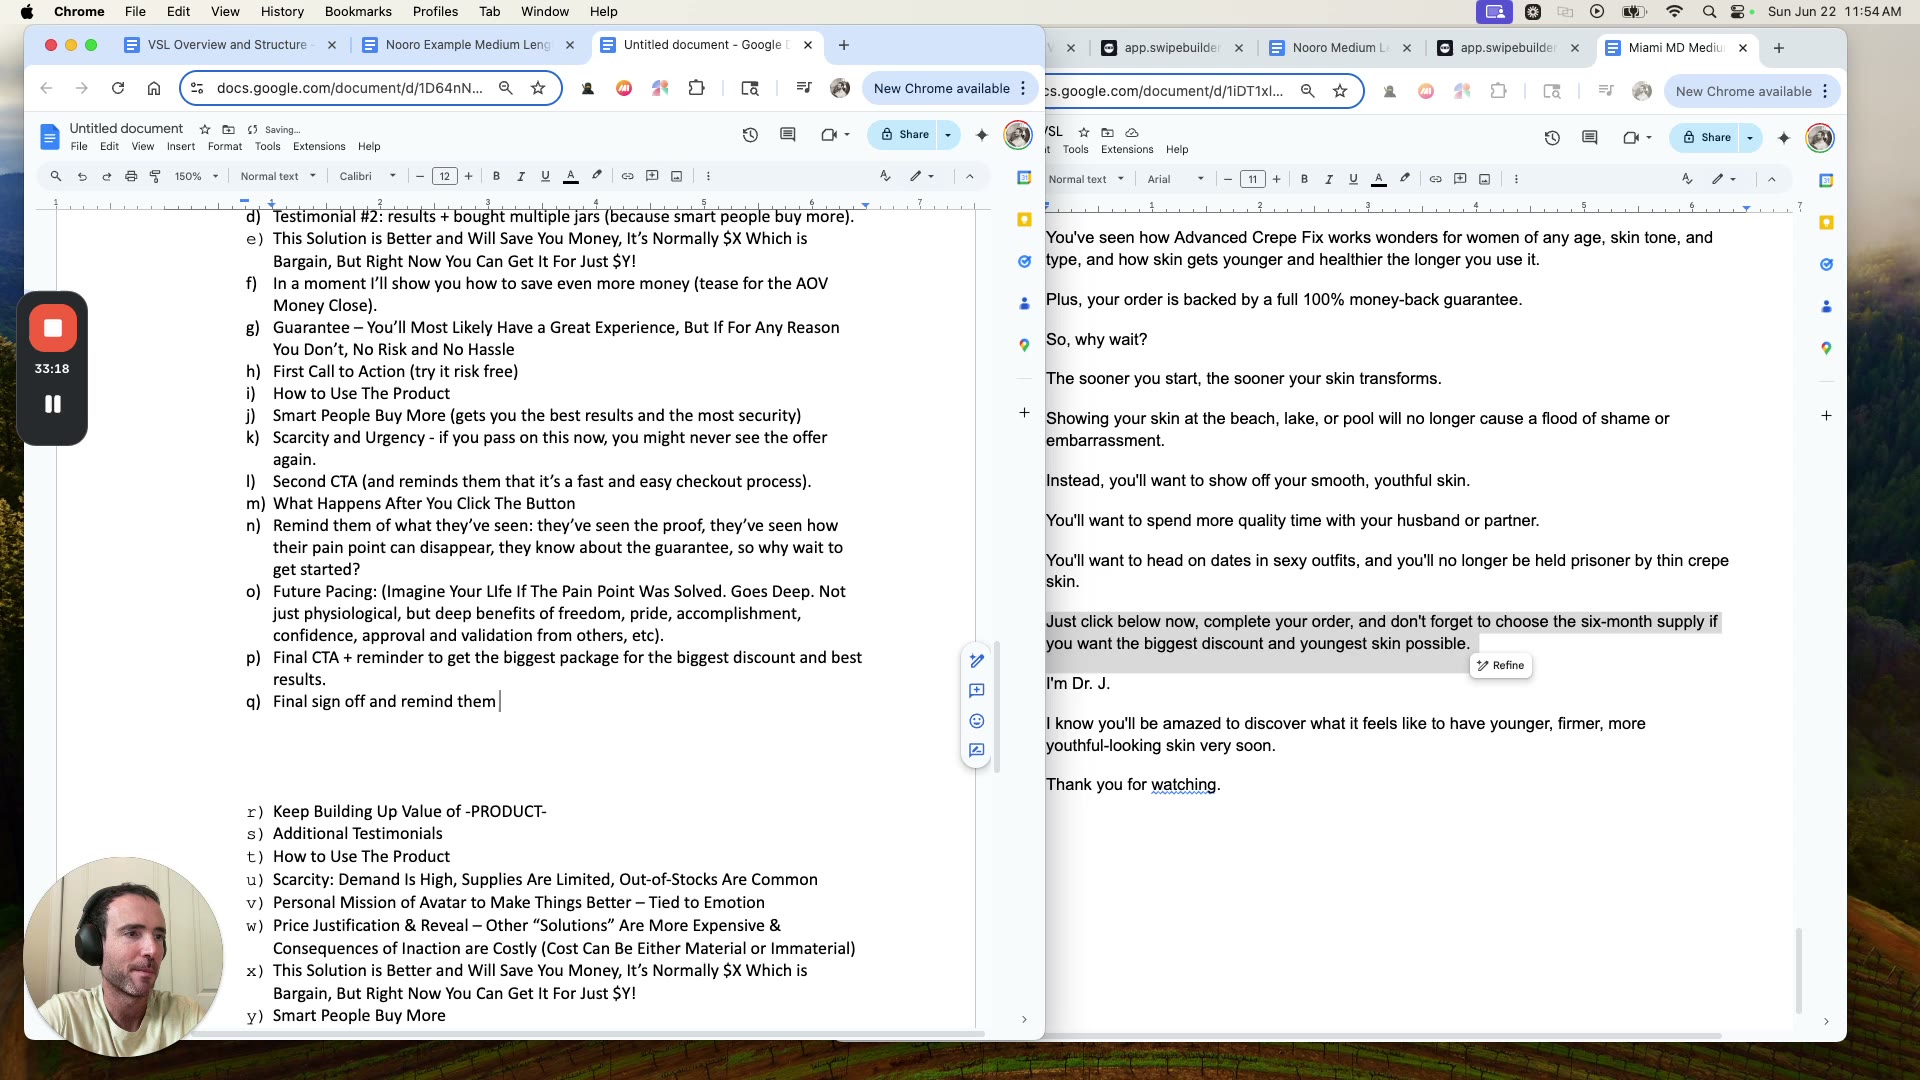 Chrome File Edit View History Bookmarks Profiles Tab Window Help
Sun Jun 22 11:54 AM
VSL Overview and Structure
Nooro Example Medium Leng
Untitled document - Google D
app.swipebuilder
Nooro Medium L
app.swipebuilder
Miami MD Mediu
docs.google.com/document/d/1D64nN...
New Chrome available
cs.google.com/document/d/1iDT1xl...
New Chrome available
Untitled document
Saving...
File Edit View Insert Format Tools Extensions Help
Share
VSL
Tools Extensions Help
Share
150%
Normal text
Calibri
12
B I U A
Normal text
Arial
11
B I U A
1 1 2 3 4 5 6 7
1 2 3 4 5 6 7
33:18
d) Testimonial #2: results + bought multiple jars (because smart people buy more).
e) This Solution is Better and Will Save You Money, It's Normally $X Which is
Bargain, But Right Now You Can Get It For Just $Y!
f) In a moment I'll show you how to save even more money (tease for the AOV
Money Close).
g) Guarantee – You'll Most Likely Have a Great Experience, But If For Any Reason
You Don't, No Risk and No Hassle
h) First Call to Action (try it risk free)
i) How to Use The Product
j) Smart People Buy More (gets you the best results and the most security)
k) Scarcity and Urgency - if you pass on this now, you might never see the offer
again.
l) Second CTA (and reminds them that it's a fast and easy checkout process).
m) What Happens After You Click The Button
n) Remind them of what they've seen: they've seen the proof, they've seen how
their pain point can disappear, they know about the guarantee, so why wait to
get started?
o) Future Pacing: (Imagine Your LIfe If The Pain Point Was Solved. Goes Deep. Not
just physiological, but deep benefits of freedom, pride, accomplishment,
confidence, approval and validation from others, etc).
p) Final CTA + reminder to get the biggest package for the biggest discount and best
results.
q) Final sign off and remind them
r) Keep Building Up Value of -PRODUCT-
s) Additional Testimonials
t) How to Use The Product
u) Scarcity: Demand Is High, Supplies Are Limited, Out-of-Stocks Are Common
v) Personal Mission of Avatar to Make Things Better – Tied to Emotion
w) Price Justification & Reveal – Other “Solutions” Are More Expensive &
Consequences of Inaction are Costly (Cost Can Be Either Material or Immaterial)
x) This Solution is Better and Will Save You Money, It's Normally $X Which is
Bargain, But Right Now You Can Get It For Just $Y!
y) Smart People Buy More
You've seen how Advanced Crepe Fix works wonders for women of any age, skin tone, and
type, and how skin gets younger and healthier the longer you use it.
Plus, your order is backed by a full 100% money-back guarantee.
So, why wait?
The sooner you start, the sooner your skin transforms.
Showing your skin at the beach, lake, or pool will no longer cause a flood of shame or
embarrassment.
Instead, you'll want to show off your smooth, youthful skin.
You'll want to spend more quality time with your husband or partner.
You'll want to head on dates in sexy outfits, and you'll no longer be held prisoner by thin crepe
skin.
Just click below now, complete your order, and don't forget to choose the six-month supply if
you want the biggest discount and youngest skin possible.
Refine
I'm Dr. J.
I know you'll be amazed to discover what it feels like to have younger, firmer, more
youthful-looking skin very soon.
Thank you for watching.